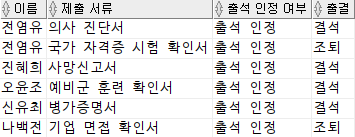 이름 제출 서류 출석 인정 여부 출결
전염유 의사 진단서 출석 인정 결석
전염유 국가 자격증 시험 확인서 출석 인정 조퇴
진혜희 사망신고서 출석 인정 결석
오윤조 예비군 훈련 확인서 출석 인정 결석
신유최 병가증명서 출석 인정 결석
나백전 기업 면접 확인서 출석 인정 조퇴